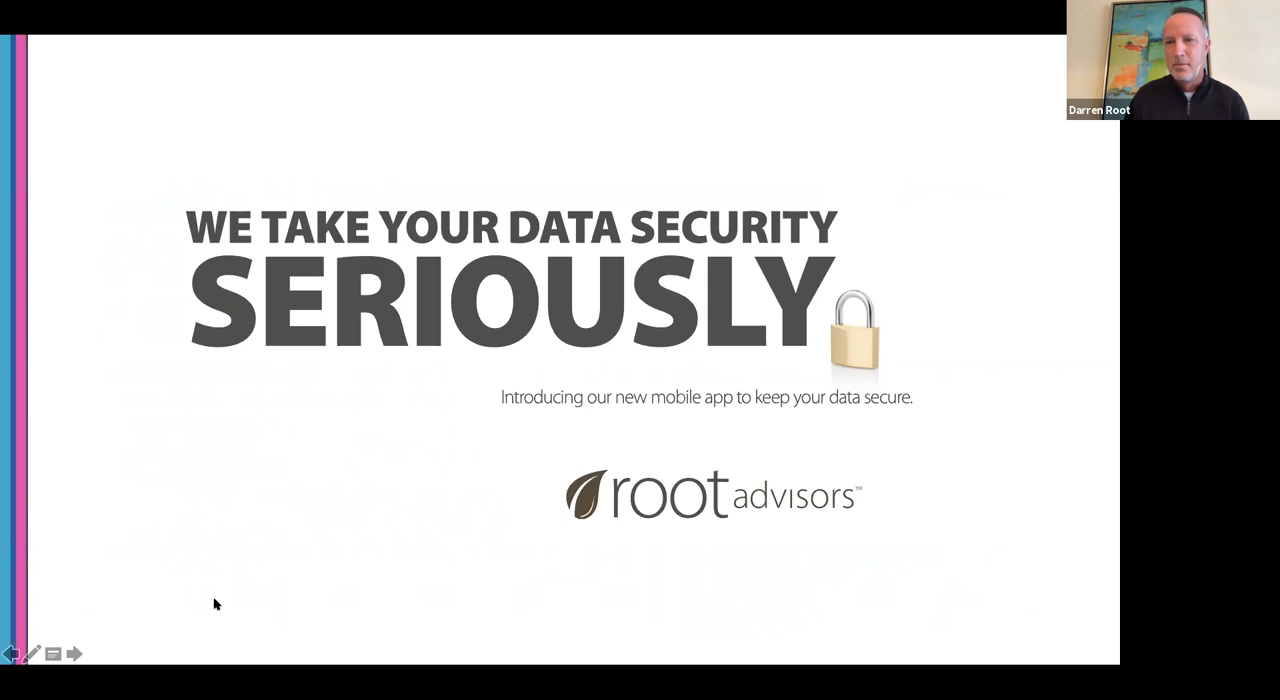 Darren Root
WE TAKE YOUR DATA SECURITY
SERIOUSLY
Introducing our new mobile app to keep your data secure.
root advisors™